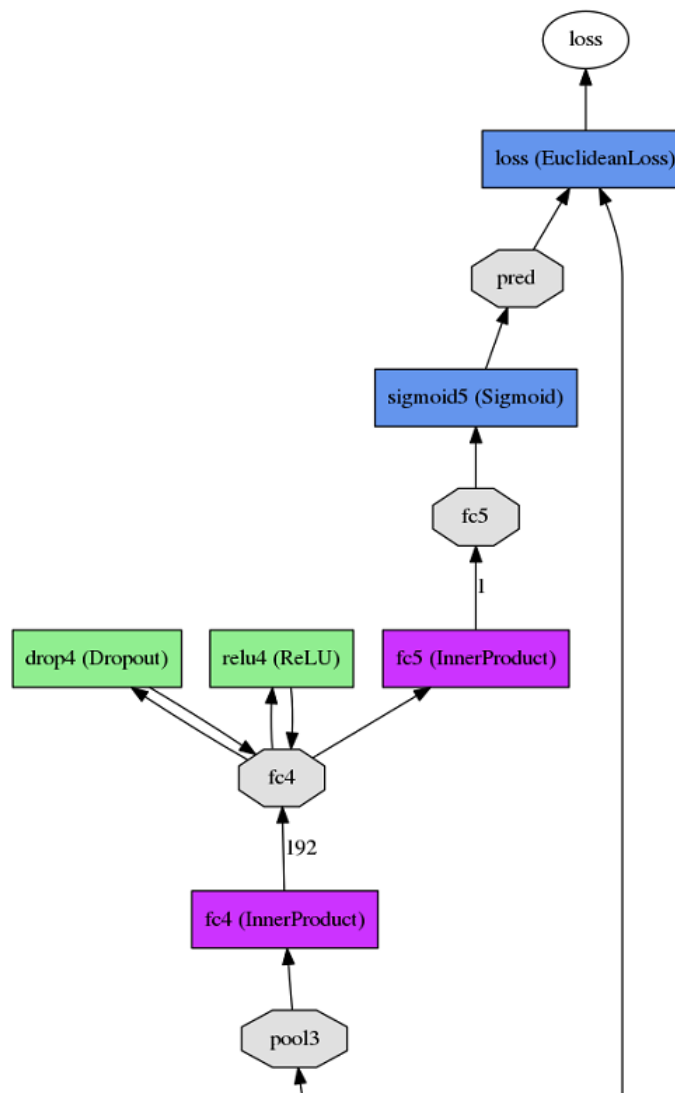 loss
loss (EuclideanLoss)
pred
sigmoid5 (Sigmoid)
fc5
1
drop4 (Dropout)
relu4 (ReLU)
fc5 (InnerProduct)
fc4
192
fc4 (InnerProduct)
pool3